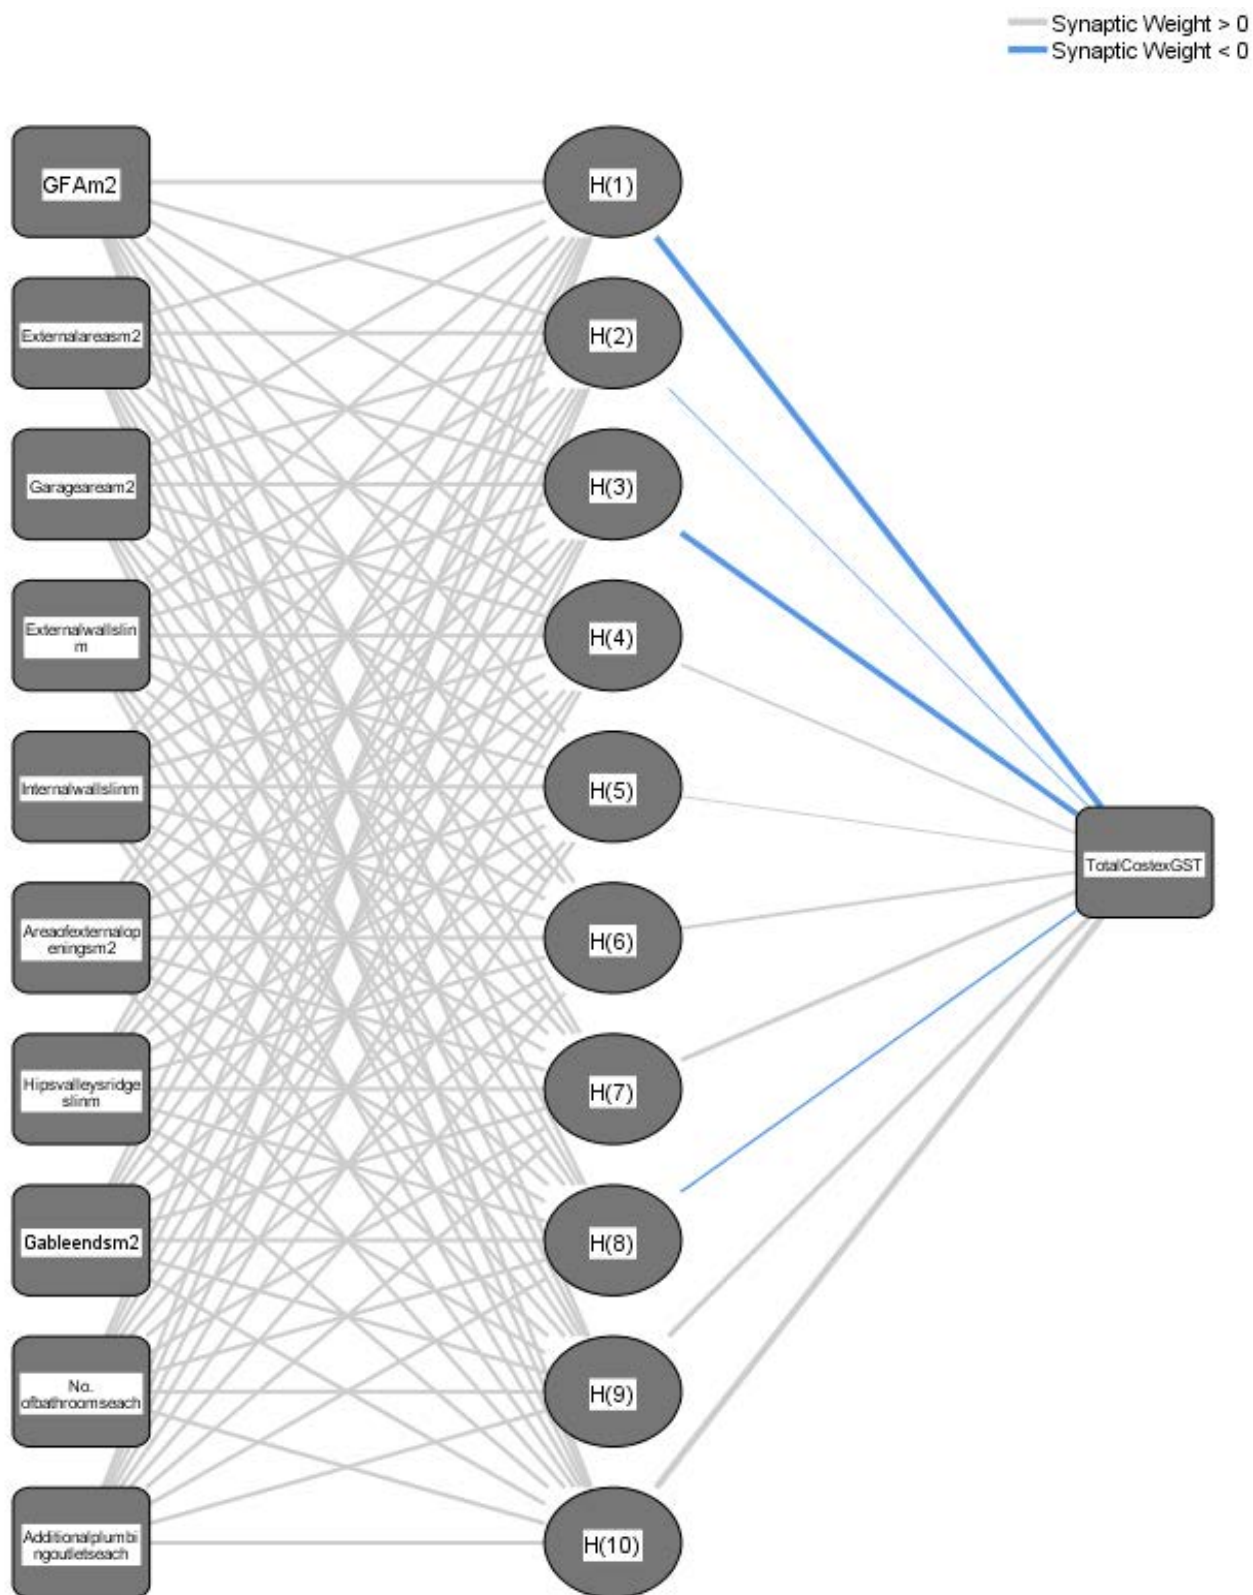 Synaptic Weight > 0
Synaptic Weight < 0
GFAm2
H(1)
Externalareasm2
H(2)
Garageaream2
H(3)
Externalwallslin
m
H(4)
Internalwallslinm
H(5)
TotalCostexGST
Areaofexternalop
eningsm2
H(6)
Hipsvalleysridge
slinm
H(7)
Gableendsm2
H(8)
No.
ofbathroomseach
H(9)
Additionalplumbi
ngoutletseach
H(10)